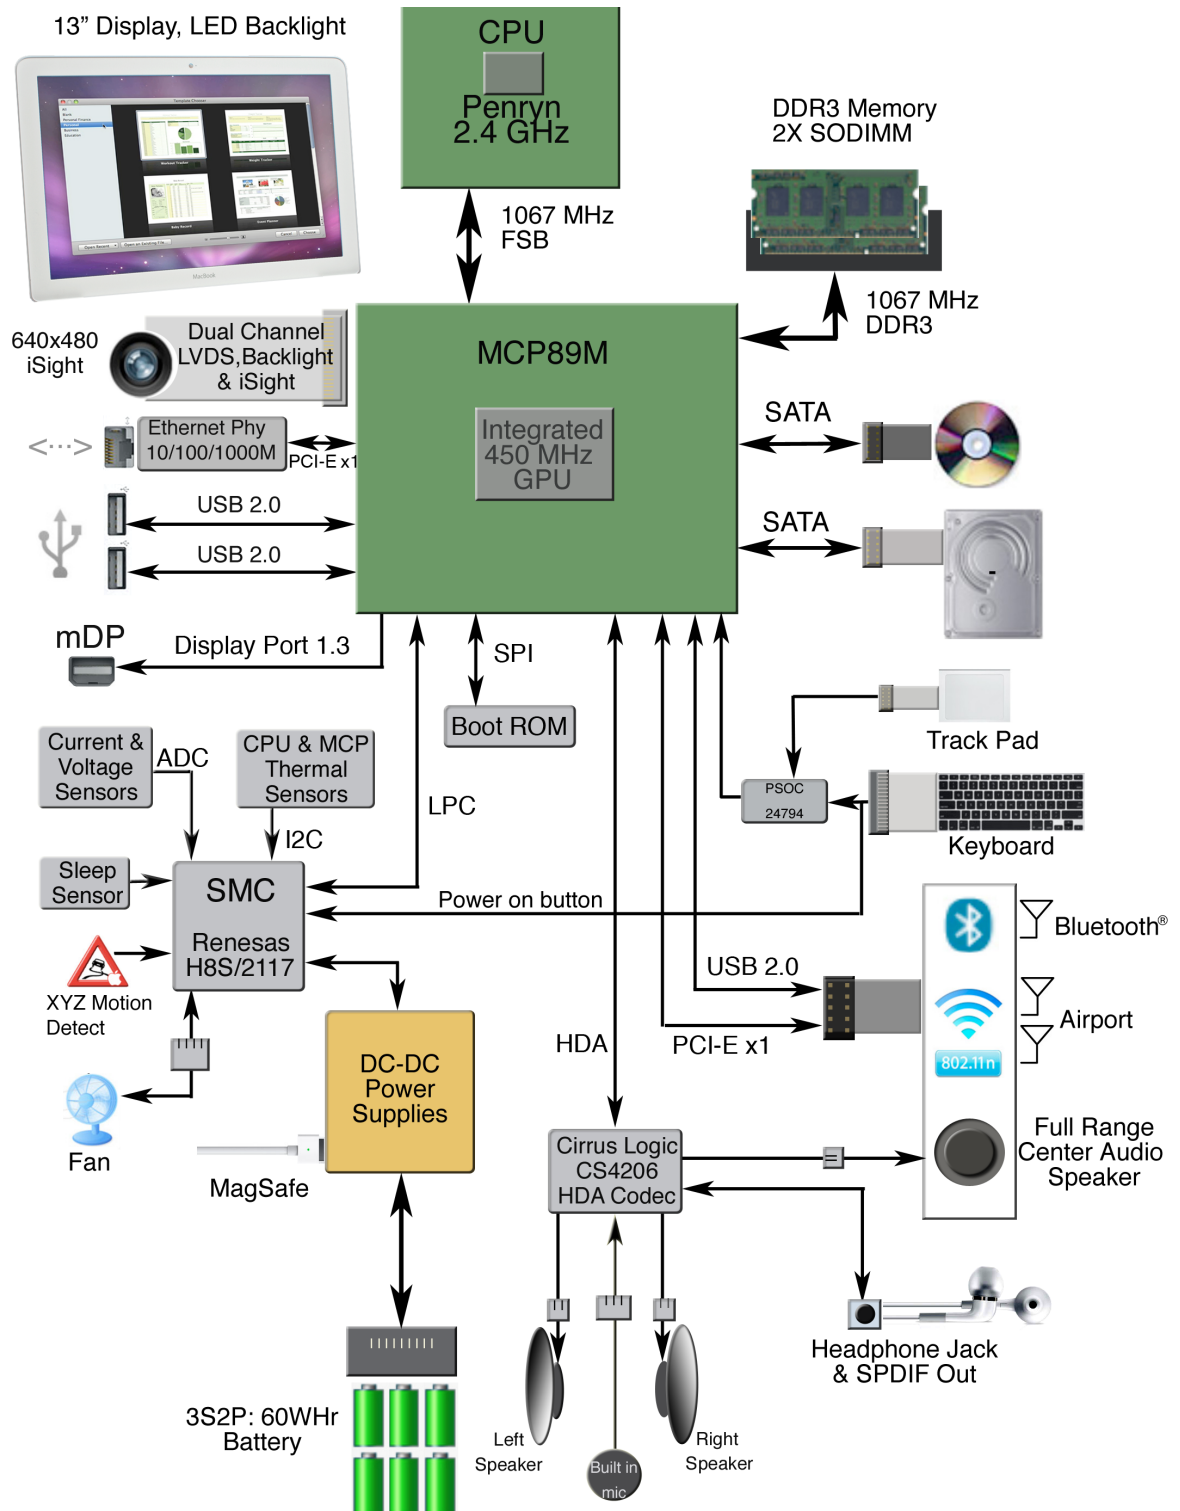 13” Display, LED Backlight
CPU
Penryn
2.4 GHz
DDR3 Memory
2X SODIMM
1067 MHz
FSB
1067 MHz
DDR3
MacBook
640x480
iSight
Dual Channel
LVDS,Backlight
& iSight
MCP89M
Integrated
450 MHz
GPU
<···>
Ethernet Phy
10/100/1000M
PCI-E x1
SATA
SATA
USB 2.0
USB 2.0
mDP
Display Port 1.3
SPI
Boot ROM
Track Pad
PSOC
24794
Keyboard
Current &
Voltage
Sensors
ADC
CPU & MCP
Thermal
Sensors
I2C
LPC
Sleep
Sensor
SMC
Renesas
H8S/2117
Power on button
XYZ Motion
Detect
Fan
DC-DC
Power
Supplies
MagSafe
3S2P: 60WHr
Battery
HDA
USB 2.0
PCI-E x1
Bluetooth®
Airport
802.11n
Full Range
Center Audio
Speaker
Cirrus Logic
CS4206
HDA Codec
Headphone Jack
& SPDIF Out
Left
Speaker
Built in
mic
Right
Speaker